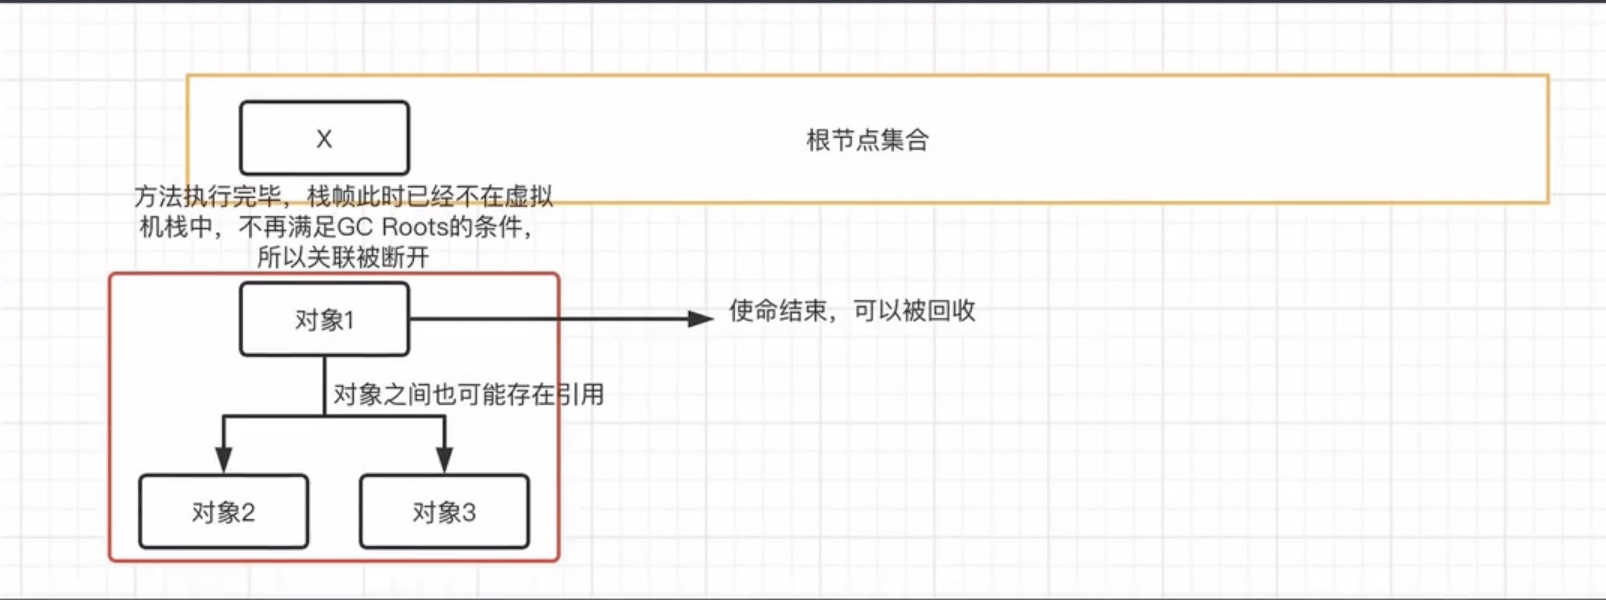 X
根节点集合
方法执行完毕，栈帧此时已经不在虚拟
机栈中，不再满足GC Roots的条件，
所以关联被断开
对象1
使命结束，可以被回收
对象之间也可能存在引用
对象2
对象3